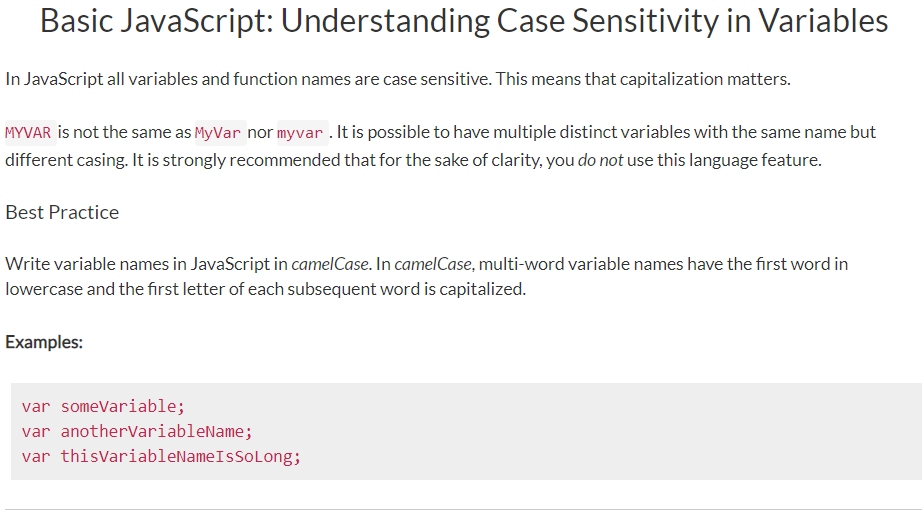 Basic JavaScript: Understanding Case Sensitivity in Variables
In JavaScript all variables and function names are case sensitive. This means that capitalization matters.
MYVAR is not the same as MyVar nor myvar . It is possible to have multiple distinct variables with the same name but
different casing. It is strongly recommended that for the sake of clarity, you do not use this language feature.
Best Practice
Write variable names in JavaScript in camelCase. In camelCase, multi-word variable names have the first word in
lowercase and the first letter of each subsequent word is capitalized.
Examples:
var someVariable;
var anotherVariableName;
var thisVariableNameIsSoLong;